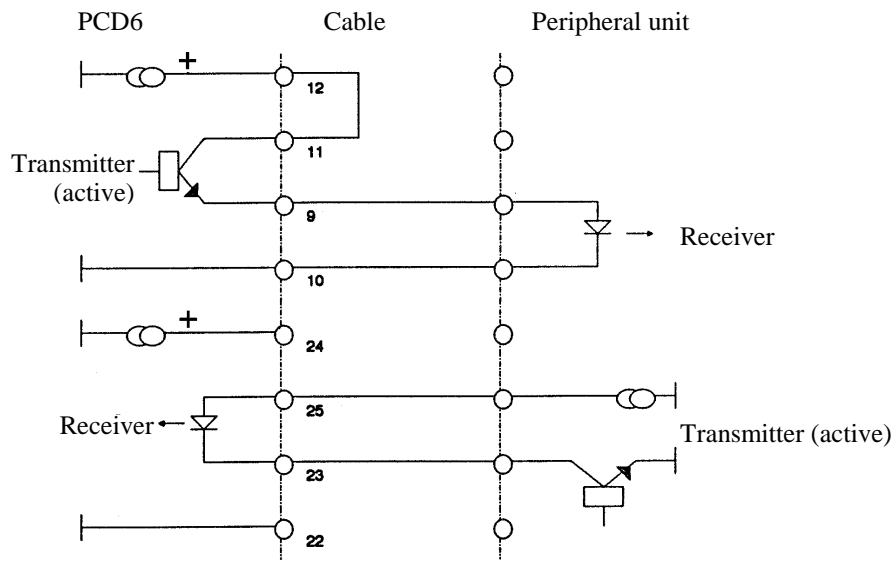 PCD6 Cable Peripheral unit
+
12
11
Transmitter
(active)
9
Receiver
10
+
24
25
Receiver
Transmitter (active)
23
22